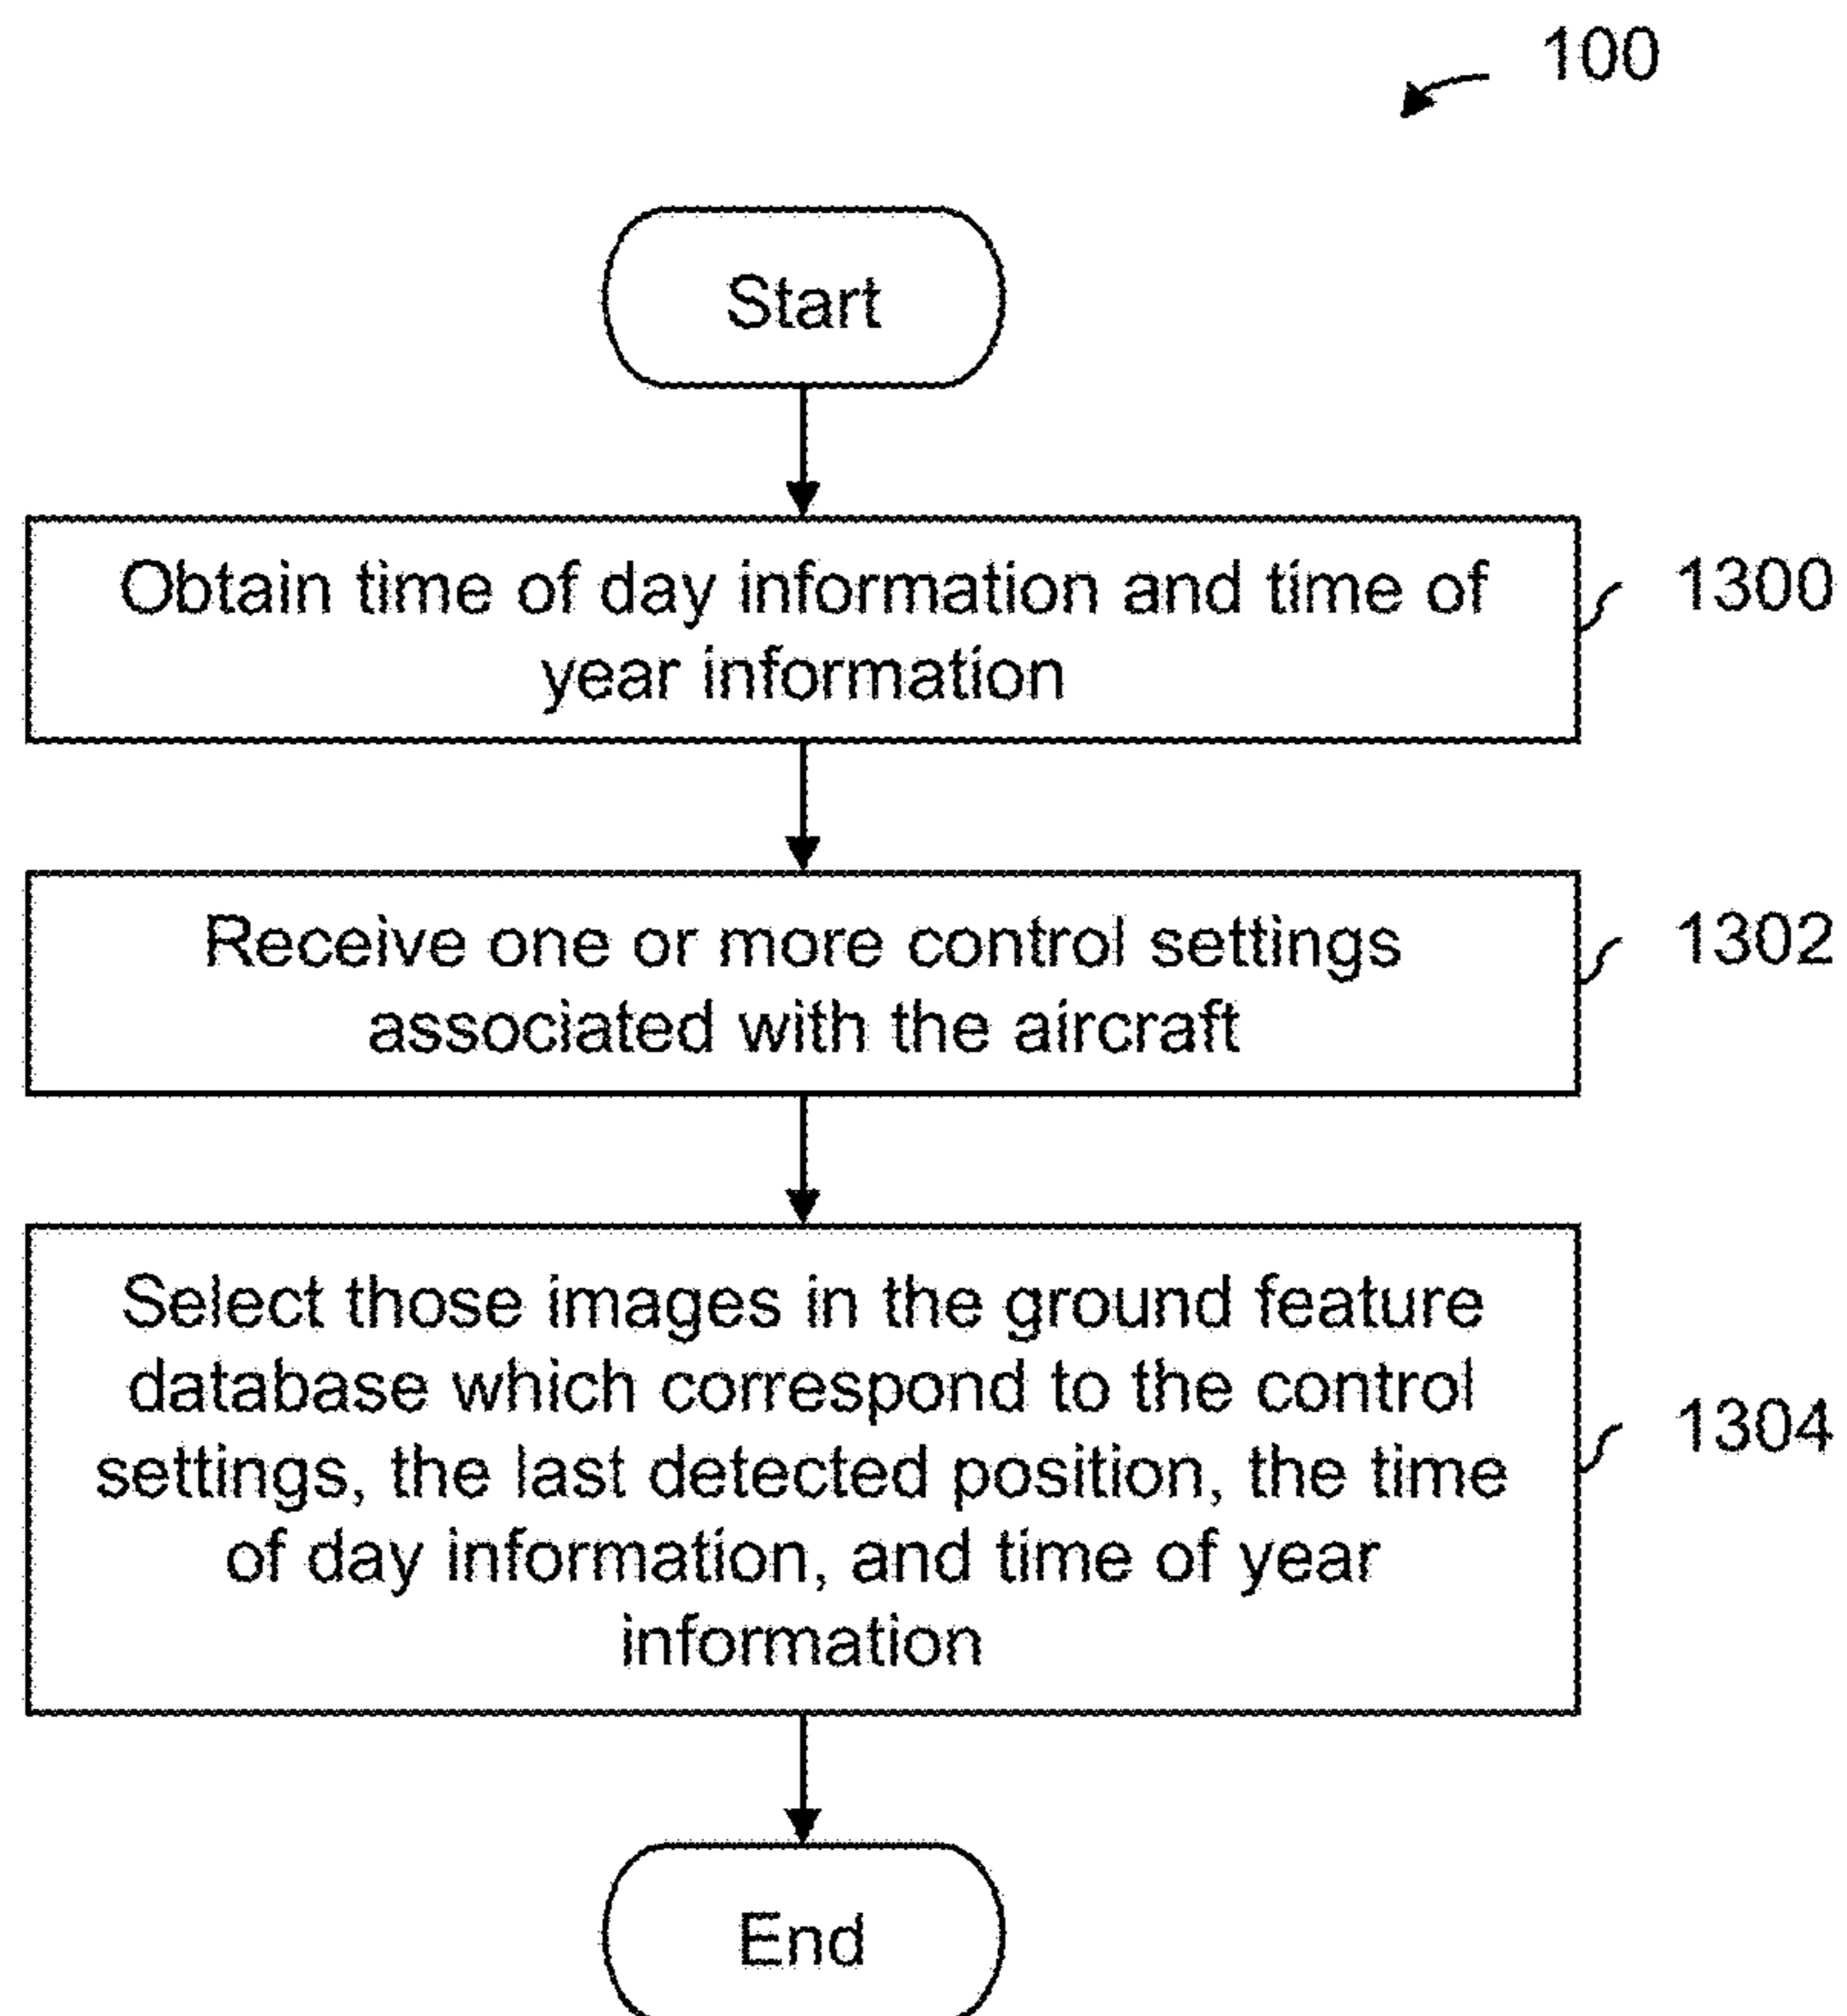 100
Start
Obtain time of day information and time of
year information
1300
Receive one or more control settings
associated with the aircraft
1302
Select those images in the ground feature
database which correspond to the control
settings, the last detected position, the time
of day information, and time of year
information
1304
End